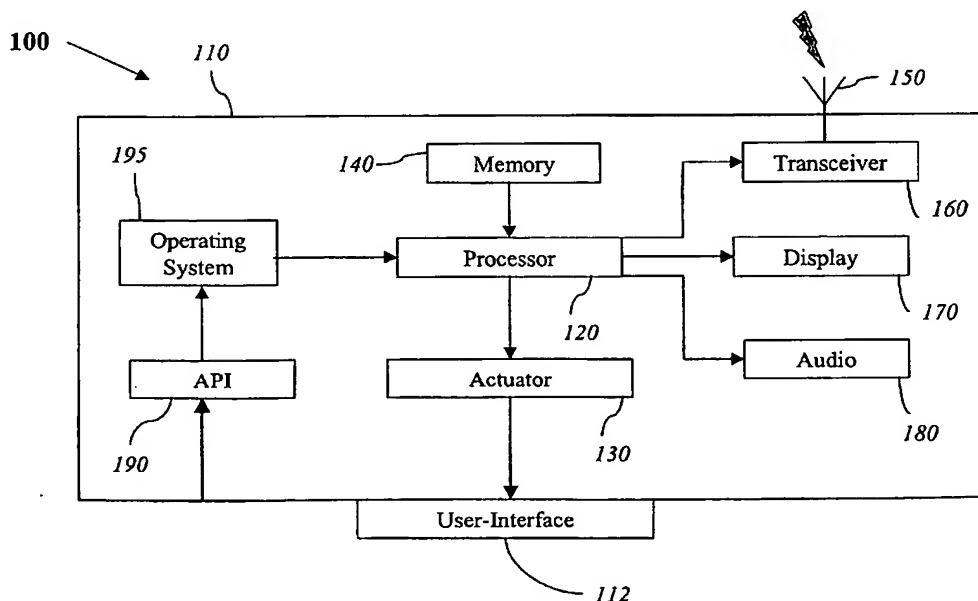 100
110
150
195
140
Memory
Transceiver
160
Operating
System
Processor
Display
120
170
API
Actuator
Audio
190
130
180
User-Interface
112